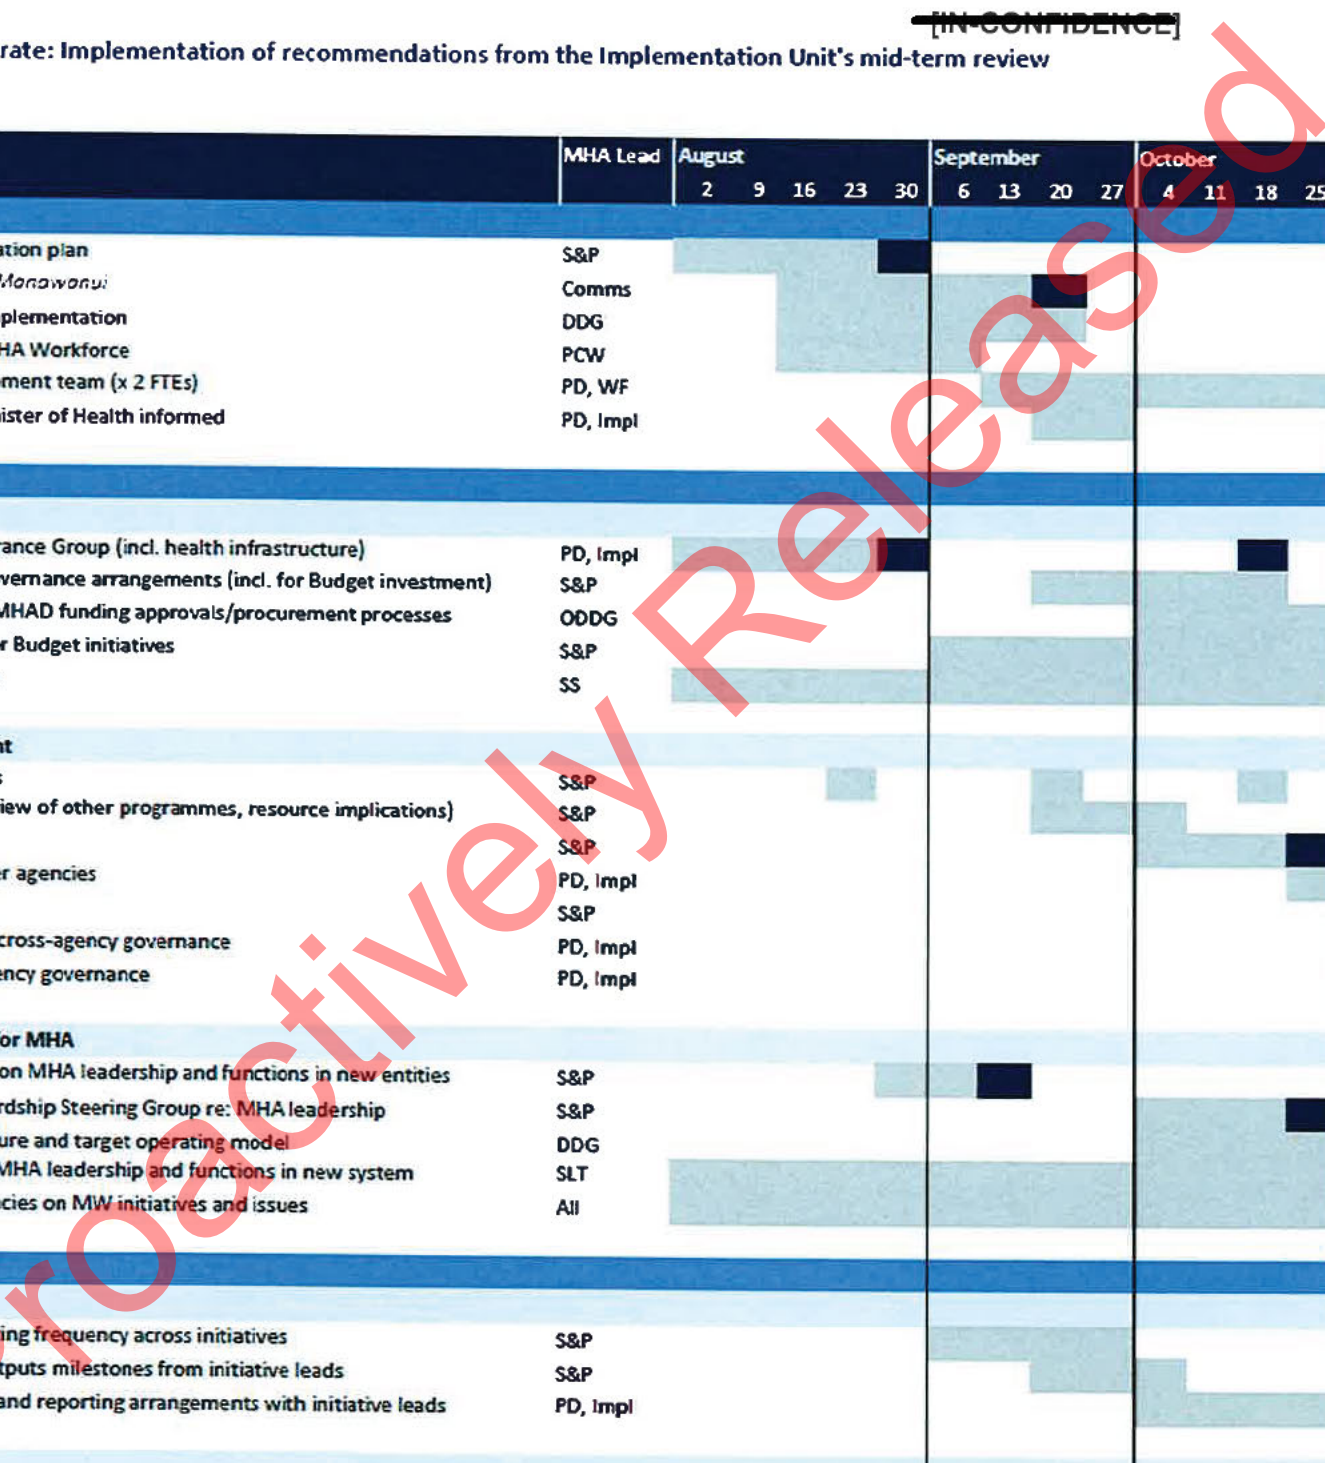 [IN-CONFIDENCE]
rate: Implementation of recommendations from the Implementation Unit's mid-term review
MHA Lead August September October
2 9 16 23 30 6 13 20 27 4 11 18 25
ation plan S&P
Manawanui Comms
plementation DDG
HA Workforce PCW
ment team (x 2 FTEs) PD, WF
ister of Health informed PD, Impl
rance Group (incl. health infrastructure) PD, Impl
vernance arrangements (incl. for Budget investment) S&P
MHAD funding approvals/procurement processes ODDG
r Budget initiatives S&P
SS
nt
s S&P
iew of other programmes, resource implications) S&P
S&P
er agencies PD, Impl
S&P
cross-agency governance PD, Impl
ency governance PD, Impl
or MHA
on MHA leadership and functions in new entities S&P
rdship Steering Group re: MHA leadership S&P
ure and target operating model DDG
MHA leadership and functions in new system SLT
cies on MW initiatives and issues All
ing frequency across initiatives S&P
tputs milestones from initiative leads S&P
and reporting arrangements with initiative leads PD, Impl
Proactively Released